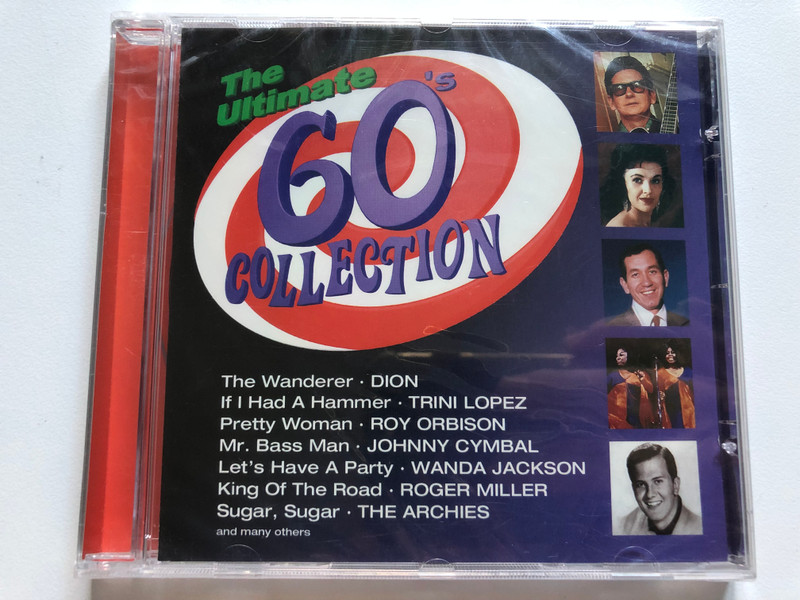 The
Ultimate
60's
COLLECTION
The Wanderer · DION
If I Had A Hammer · TRINI LOPEZ
Pretty Woman · ROY ORBISON
Mr. Bass Man · JOHNNY CYMBAL
Let's Have A Party · WANDA JACKSON
King Of The Road · ROGER MILLER
Sugar, Sugar · THE ARCHIES
and many others